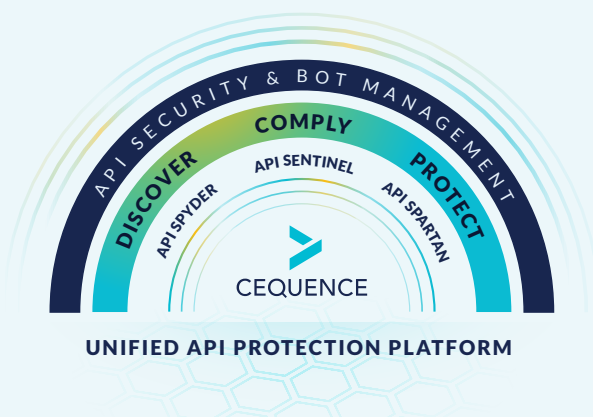 API SECURITY & BOT MANAGEMENT
DISCOVER
COMPLY
PROTECT
API SPYDER
API SENTINEL
API SPARTAN
CEQUENCE
UNIFIED API PROTECTION PLATFORM